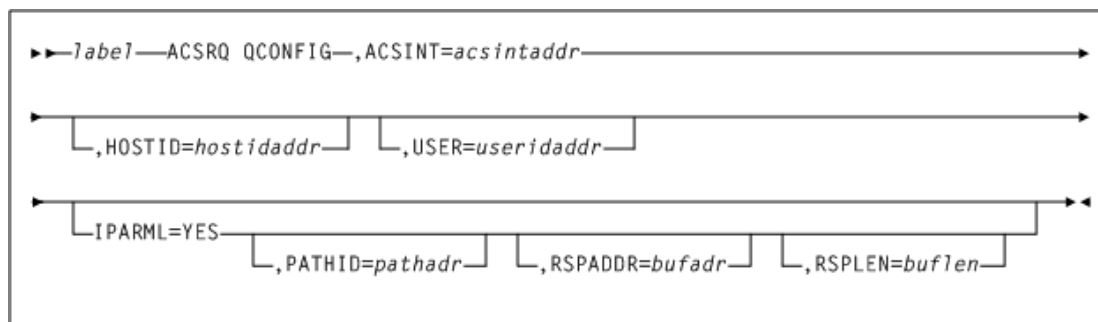 label ACSRQ QCONFIG ,ACSINT=acsintaddr
,HOSTID=hostidaddr ,USER=useridaddr
IPARML=YES
,PATHID=pathadr ,RSPADDR=bufadr ,RSPLEN=buflen